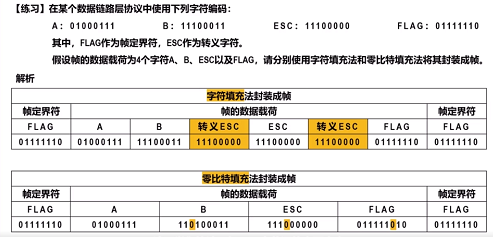 【练习】在某个数据链路层协议中使用下列字符编码：
A：01000111 B：11100011 ESC：11100000 FLAG：01111110
其中，FLAG作为帧定界符，ESC作为转义字符。
假设帧的数据载荷为4个字符A、B、ESC以及FLAG，请分别使用字符填充法和零比特填充法将其封装成帧。
解析
字符填充法封装成帧
帧定界符 帧的数据载荷 帧定界符
FLAG A B 转义ESC ESC 转义ESC FLAG FLAG
01111110 01000111 11100011 11100000 11100000 11100000 01111110 01111110
零比特填充法封装成帧
帧定界符 帧的数据载荷 帧定界符
FLAG A B ESC FLAG FLAG
01111110 01000111 110100011 111000000 011111010 01111110